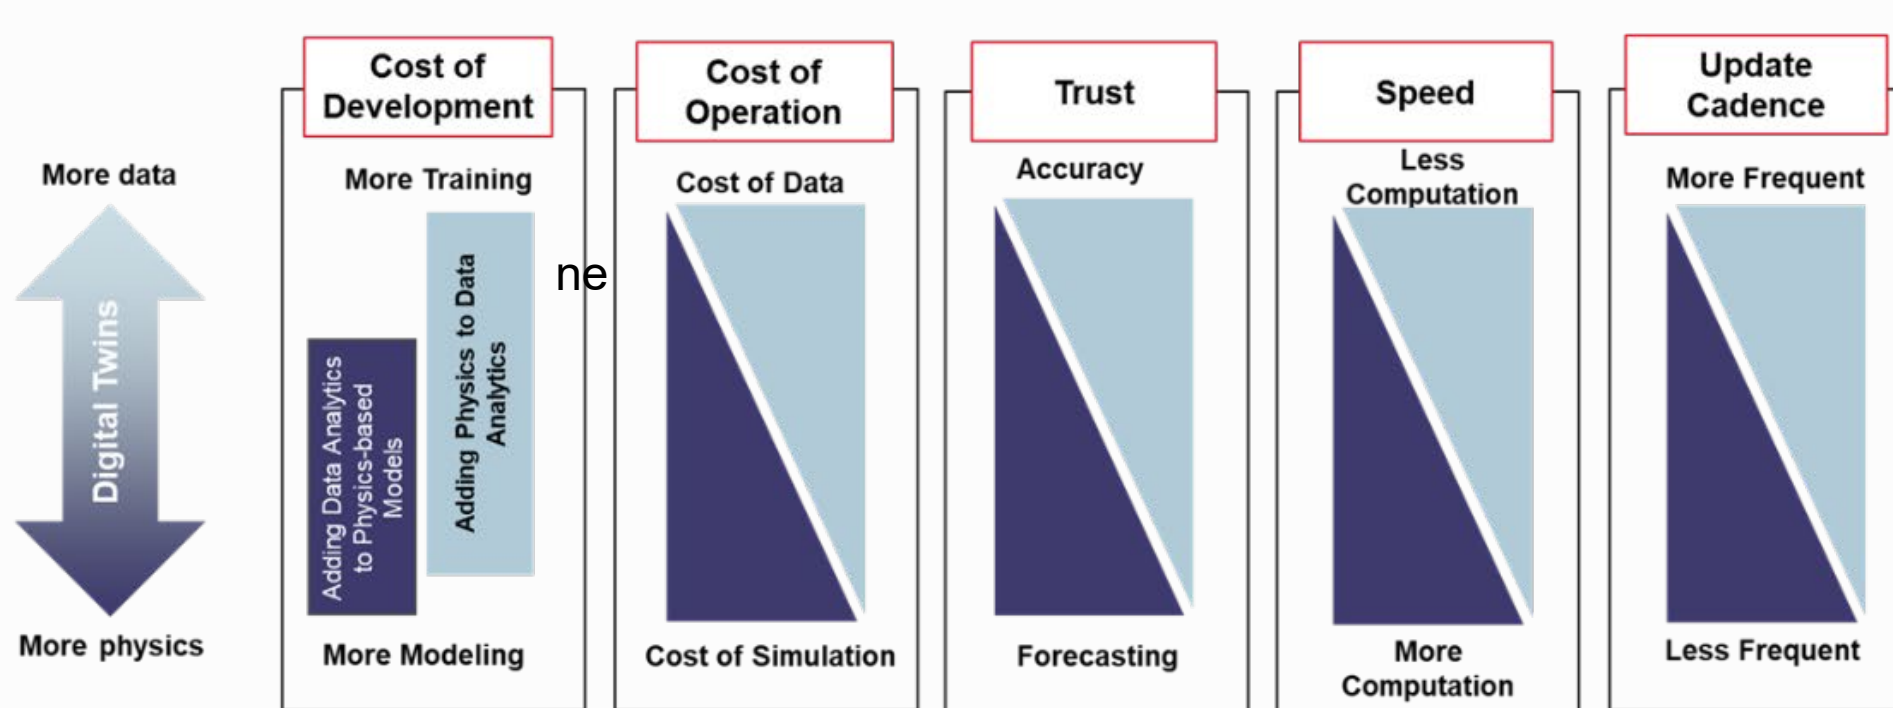 Cost of
Development
Cost of
Operation
Trust
Speed
Update
Cadence
More data
Digital Twins
More physics
More Training
Adding Data Analytics
to Physics-based
Models
Adding Physics to Data
Analytics
More Modeling
ne
Cost of Data
Cost of Simulation
Accuracy
Forecasting
Less
Computation
More
Computation
More Frequent
Less Frequent